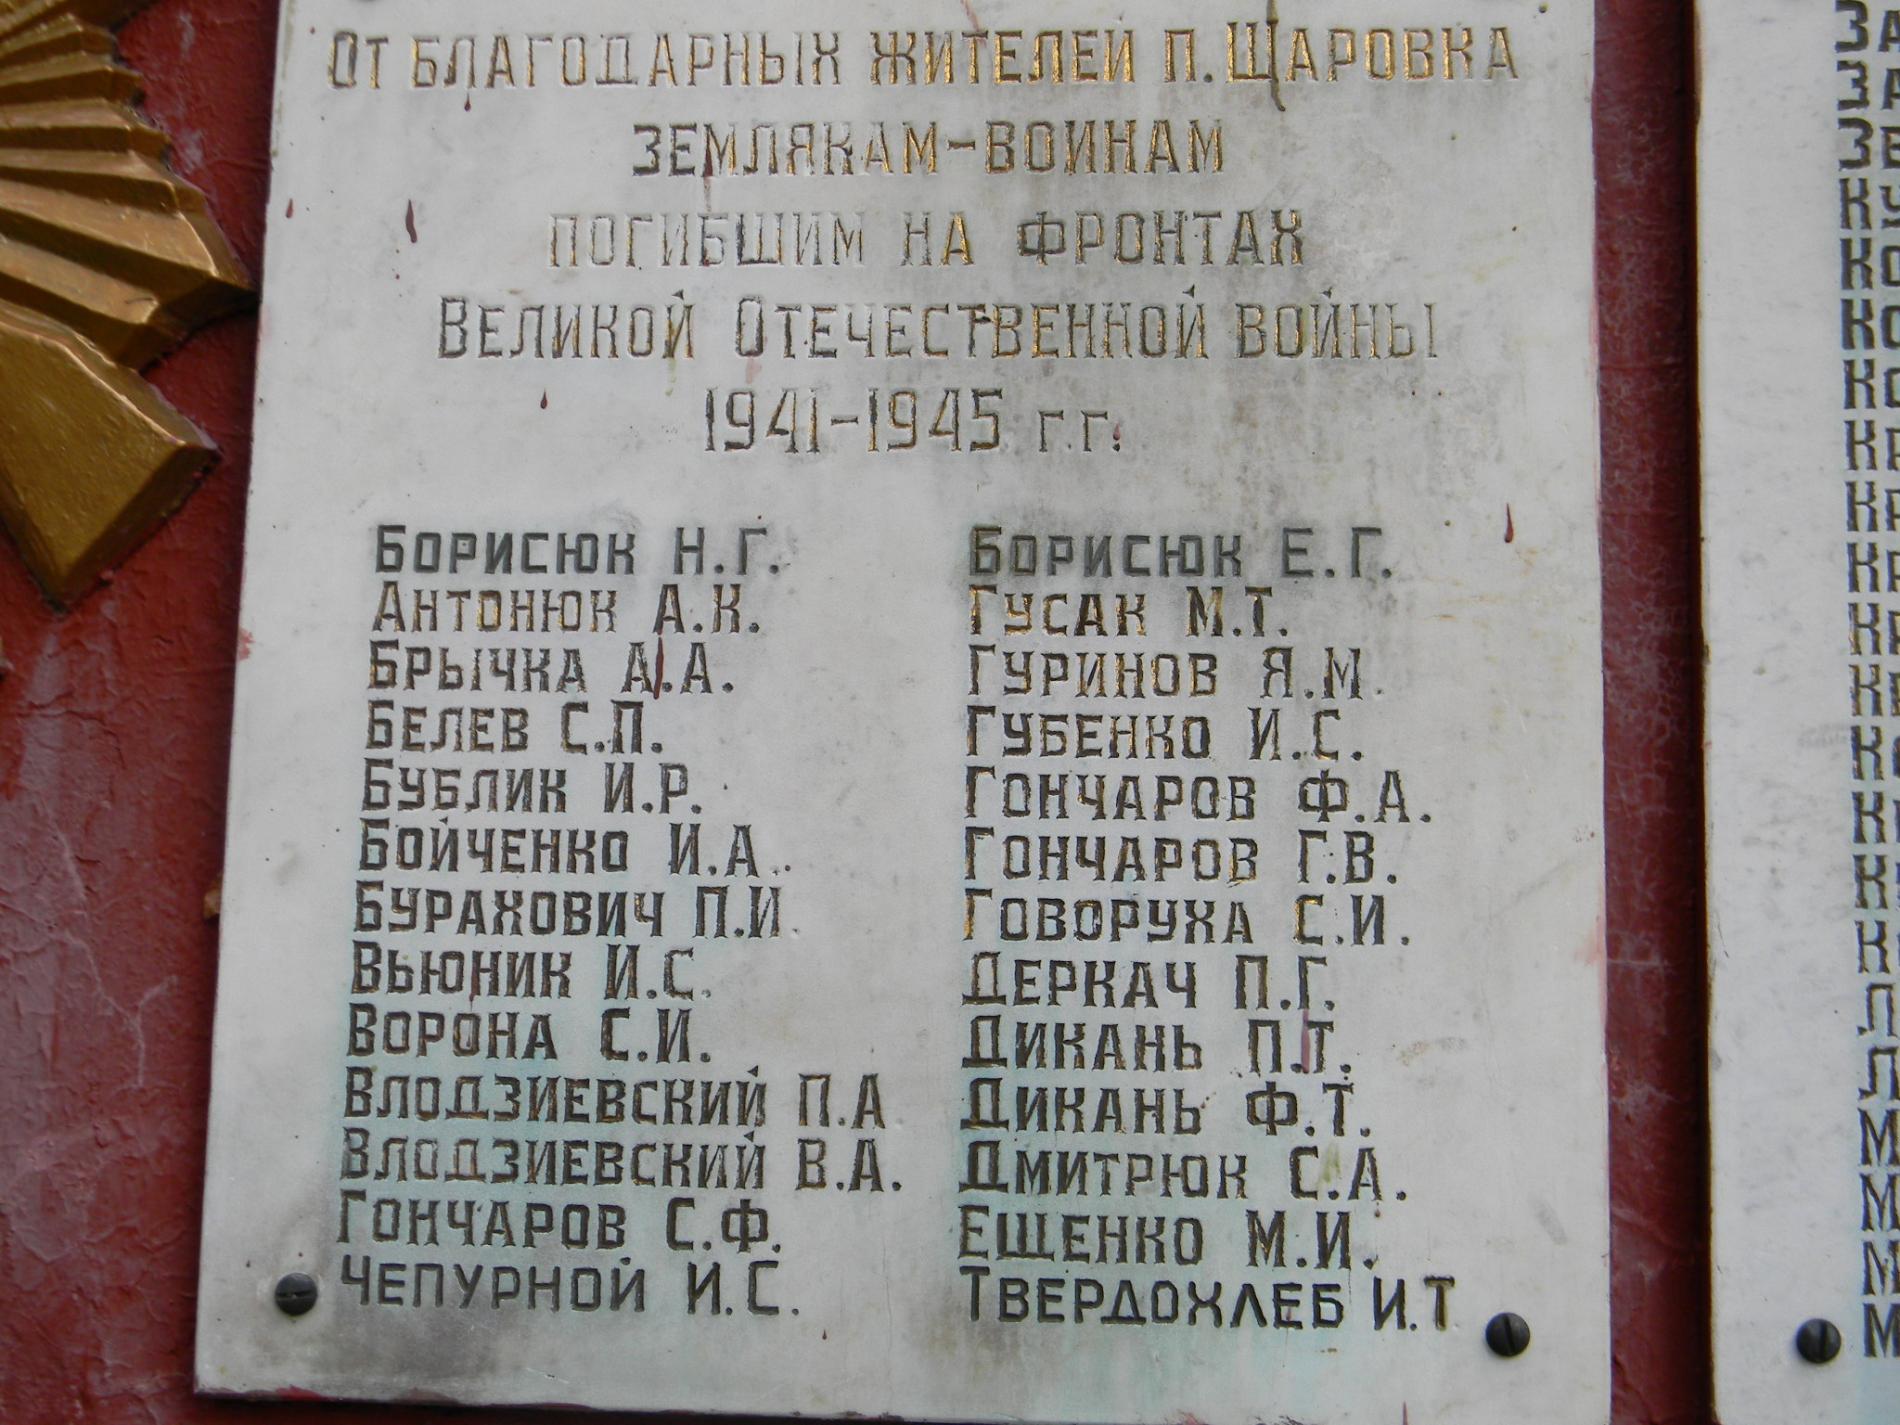 От благодарных жителей п. Щаровка
землякам-воинам
погибшим на фронтах
Великой Отечественной войны
1941-1945 г.г.
Борисюк Н.Г.
Антонюк А.К.
Брычка А.А.
Белев С.П.
Бублик И.Р.
Бойченко И.А.
Бурахович П.И.
Вьюник И.С.
Ворона С.И.
Влодзиевский П.А
Влодзиевский В.А.
Гончаров С.Ф.
Чепурной И.С.
Борисюк Е.Г.
Гусак М.Т.
Гуринов Я.М.
Губенко И.С.
Гончаров Ф.А.
Гончаров Г.В.
Говоруха С.И.
Деркач П.Г.
Дикань П.Т.
Дикань Ф.Т.
Дмитрюк С.А.
Ещенко М.И.
Твердохлеб И.Т